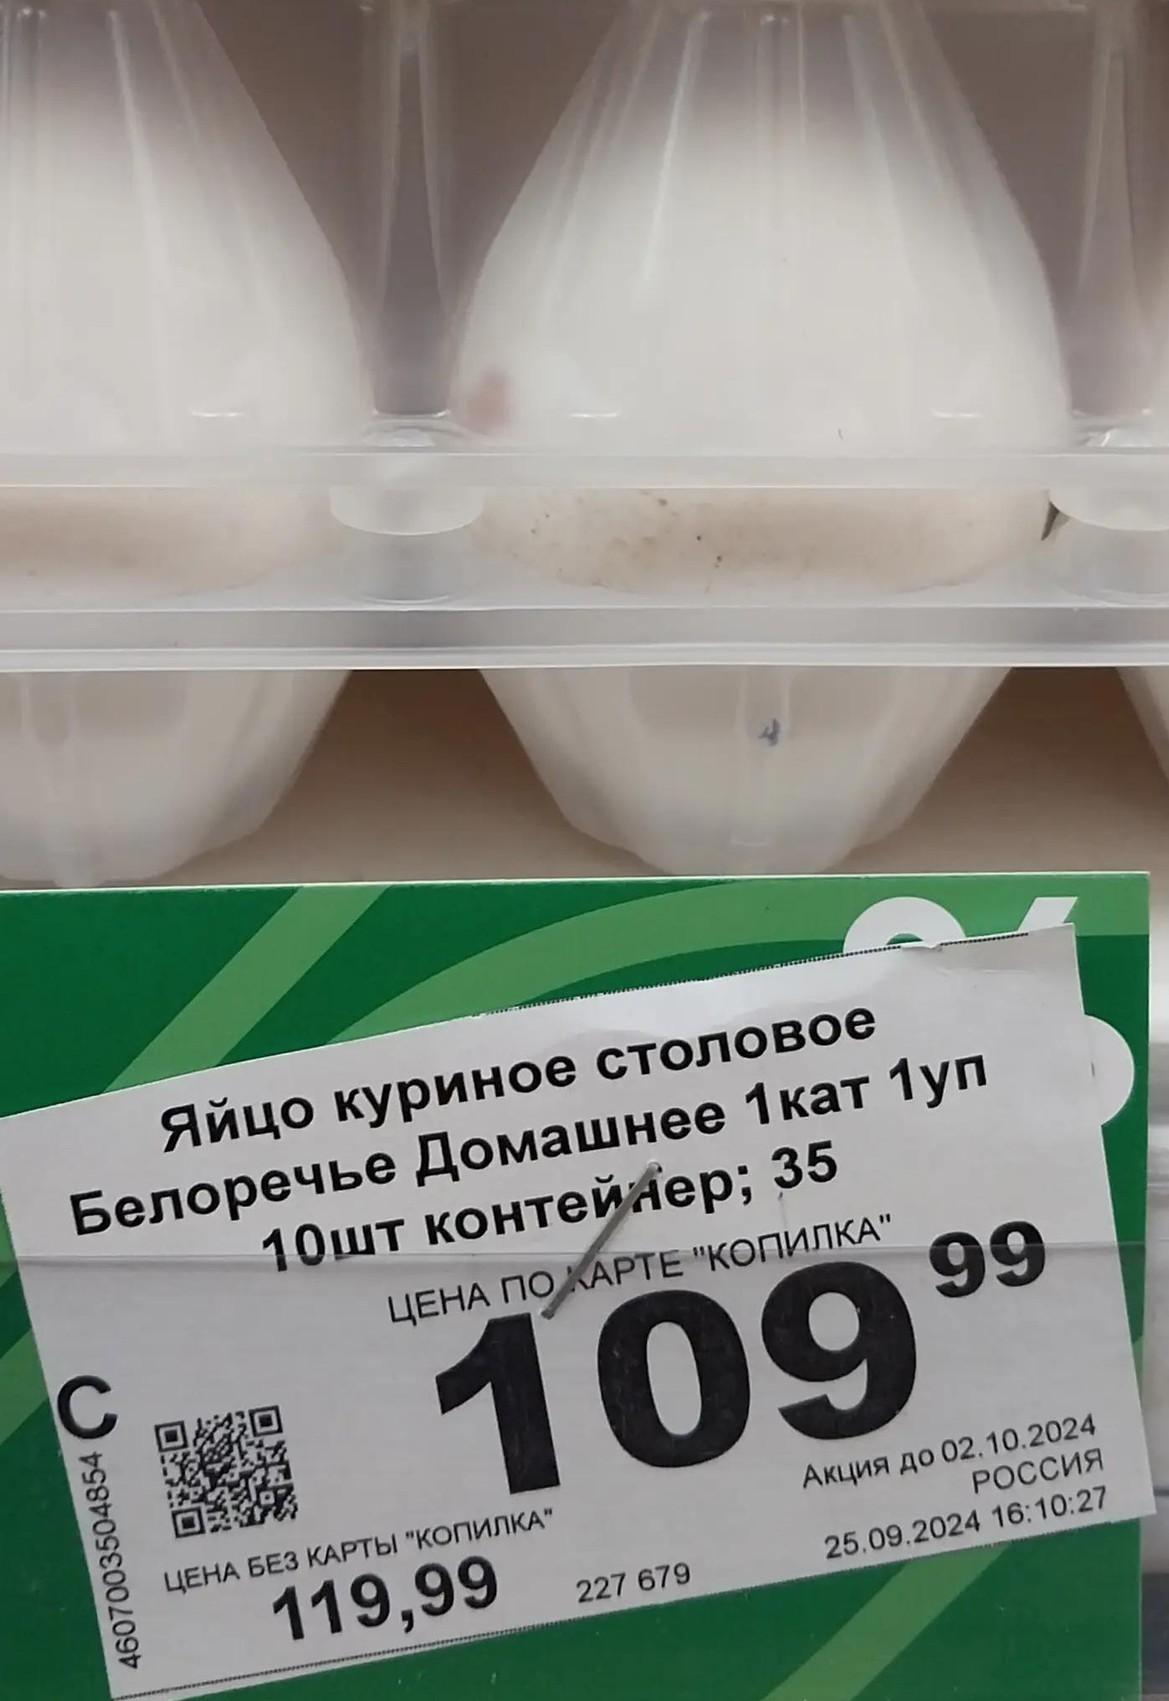 %
Яйцо куриное столовое
Белоречье Домашнее 1кат 1уп
10шт контейнер; 35
ЦЕНА ПО КАРТЕ "КОПИЛКА"
109 99
С
4607003504854
Акция до 02.10.2024
РОССИЯ
25.09.2024 16:10:27
ЦЕНА БЕЗ КАРТЫ "КОПИЛКА"
119,99
227 679